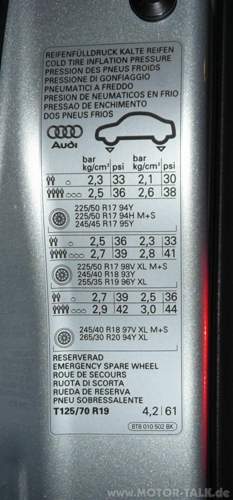 REIFENFÜLLDRUCK KALTE REIFEN
COLD TIRE INFLATION PRESSURE
PRESSION DES PNEUS FROIDS
PRESSIONE DI GONFIAGGIO
PNEUMATICI A FREDDO
PRESION DE NEUMATICOS EN FRIO
PRESSAO DE ENCHIMENTO
DOS PNEUS FRIOS
Audi
bar kg/cm² psi bar kg/cm² psi
2,3 33 2,1 30
2,5 36 2,6 38
225/50 R17 94Y
225/50 R17 94H M+S
245/45 R17 95Y
2,5 36 2,3 33
2,7 39 2,8 41
225/50 R17 98V XL M+S
245/40 R18 93Y
255/35 R19 96Y XL
2,7 39 2,5 36
2,9 42 3,0 44
245/40 R18 97V XL M+S
265/30 R20 94Y XL
RESERVERAD
EMERGENCY SPARE WHEEL
ROUE DE SECOURS
RUOTA DI SCORTA
RUEDA DE RESERVA
PNEU SOBRESSELENTE
T125/70 R19 4,2 61
8T8 010 502 BK
www.MOTOR-TALK.de